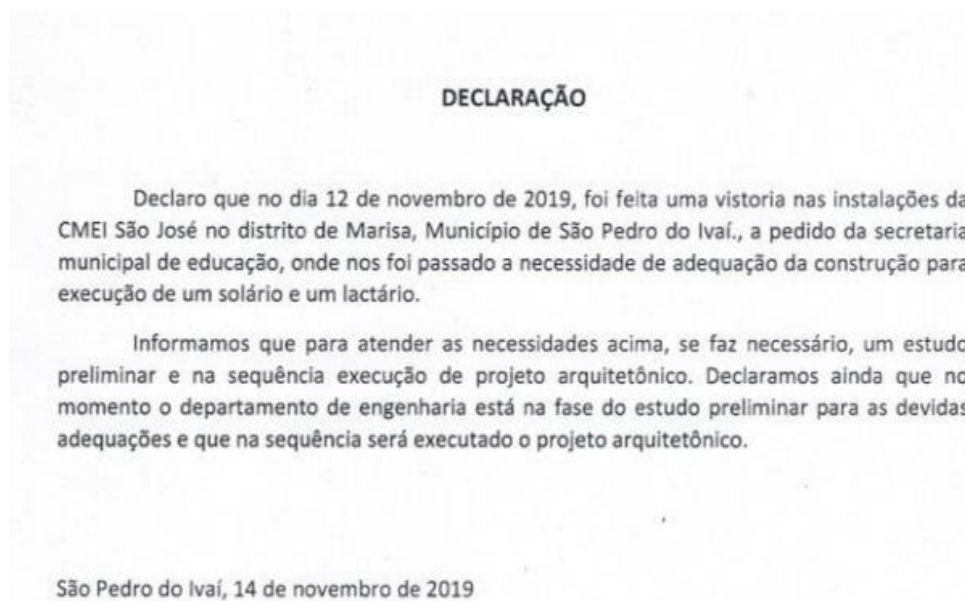 DECLARAÇÃO
Declaro que no dia 12 de novembro de 2019, foi feita uma vistoria nas instalações da
CMEI São José no distrito de Marisa, Município de São Pedro do Ivaí., a pedido da secretaria
municipal de educação, onde nos foi passado a necessidade de adequação da construção para
execução de um solário e um lactário.
Informamos que para atender as necessidades acima, se faz necessário, um estudo
preliminar e na sequência execução de projeto arquitetônico. Declaramos ainda que no
momento o departamento de engenharia está na fase do estudo preliminar para as devidas
adequações e que na sequência será executado o projeto arquitetônico.
São Pedro do Ivaí, 14 de novembro de 2019